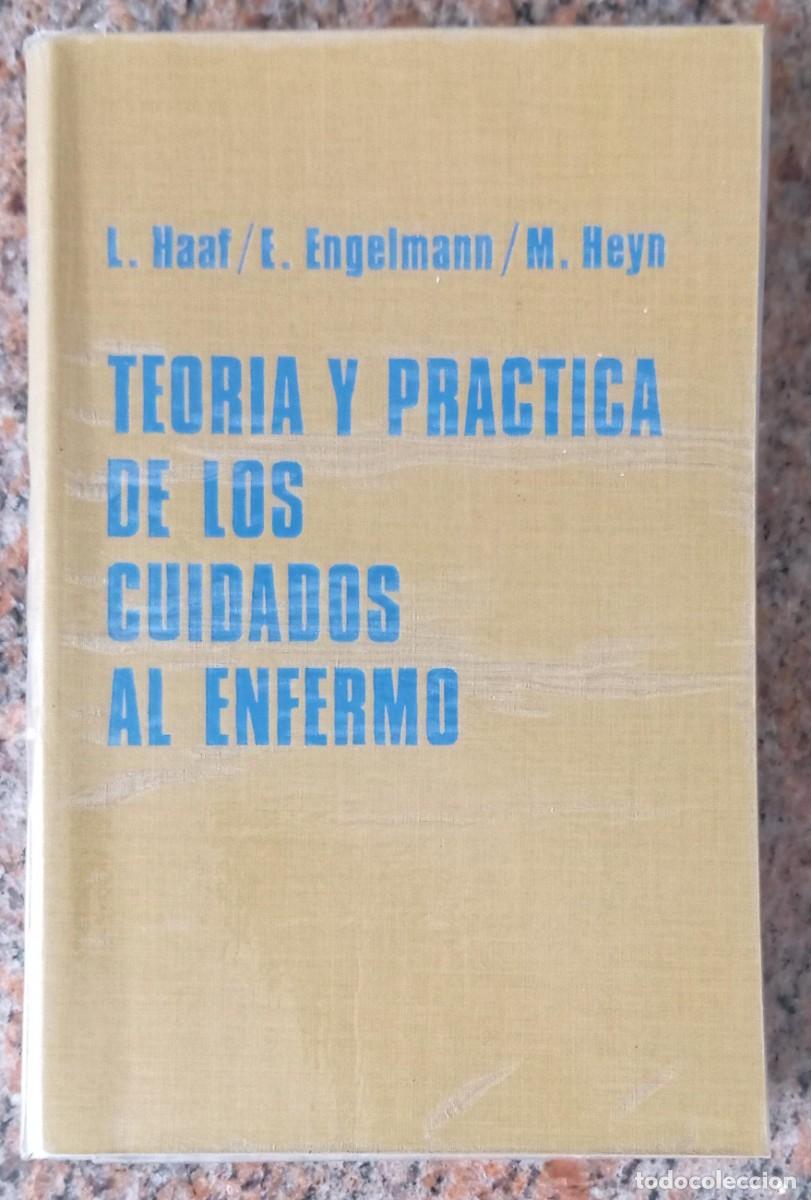 L. Haaf / E. Engelmann / M. Heyn
TEORIA Y PRACTICA
DE LOS
CUIDADOS
AL ENFERMO
todocoleccion